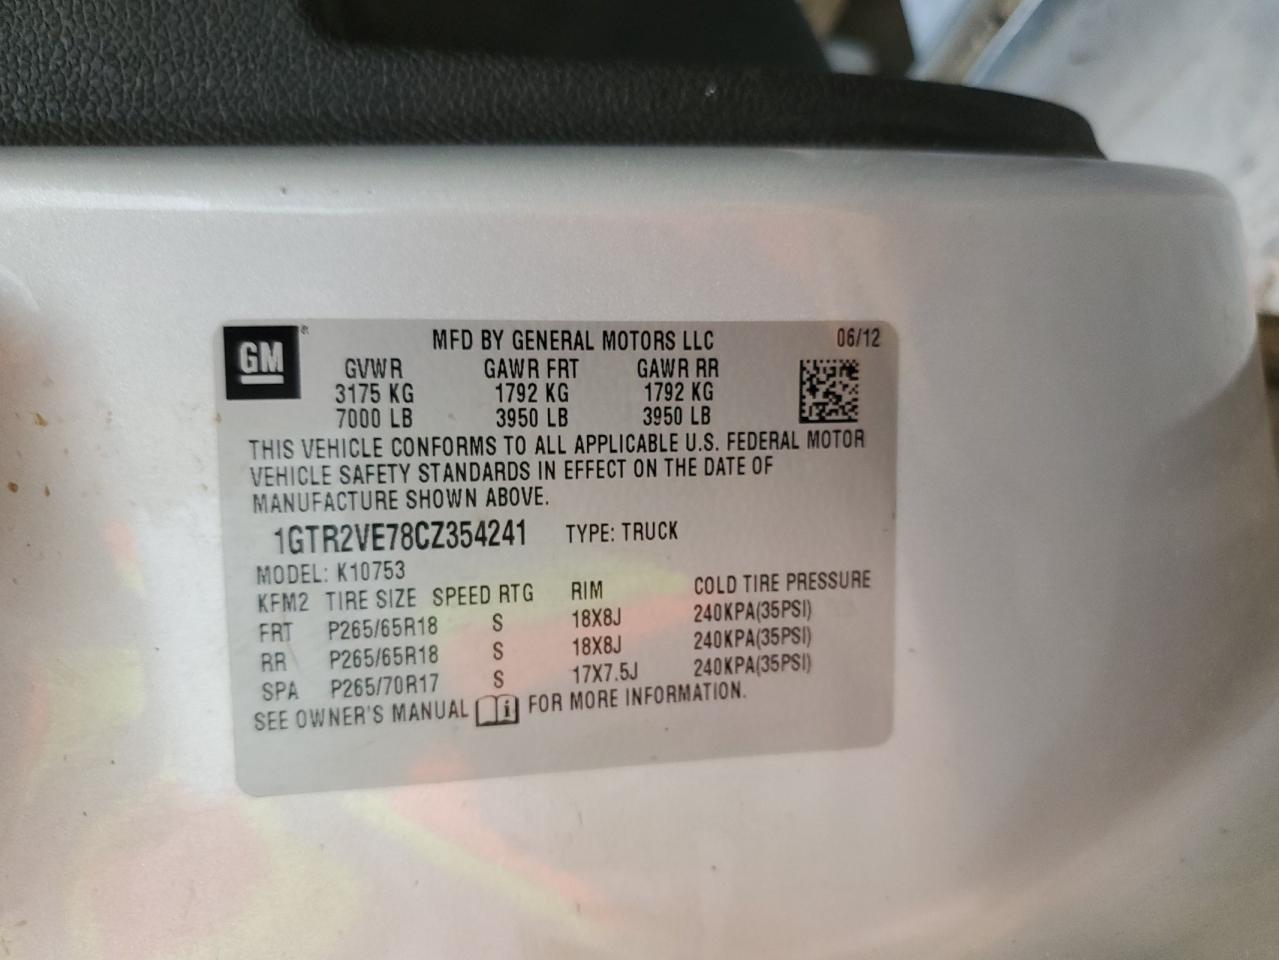 GM ® MFD BY GENERAL MOTORS LLC 06/12
GVWR GAWR FRT GAWR RR
3175 KG 1792 KG 1792 KG
7000 LB 3950 LB 3950 LB
THIS VEHICLE CONFORMS TO ALL APPLICABLE U.S. FEDERAL MOTOR
VEHICLE SAFETY STANDARDS IN EFFECT ON THE DATE OF
MANUFACTURE SHOWN ABOVE.
1GTR2VE78CZ354241 TYPE: TRUCK
MODEL: K10753
KFM2 TIRE SIZE SPEED RTG RIM COLD TIRE PRESSURE
FRT P265/65R18 S 18X8J 240KPA(35PSI)
RR P265/65R18 S 18X8J 240KPA(35PSI)
SPA P265/70R17 S 17X7.5J 240KPA(35PSI)
SEE OWNER'S MANUAL i FOR MORE INFORMATION.